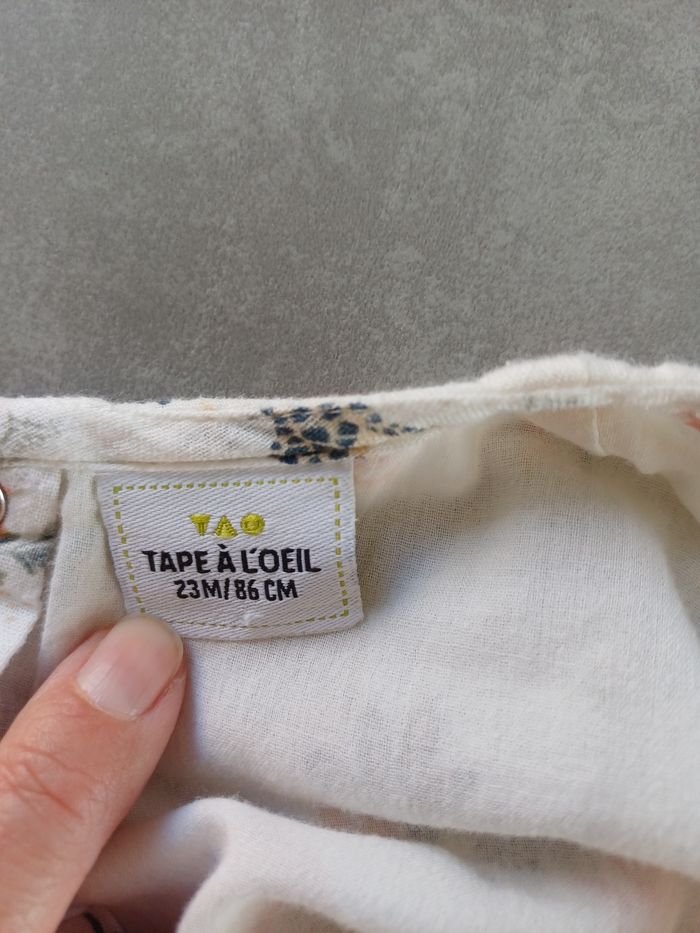 TAO
TAPE À L'OEIL
23M/86 CM